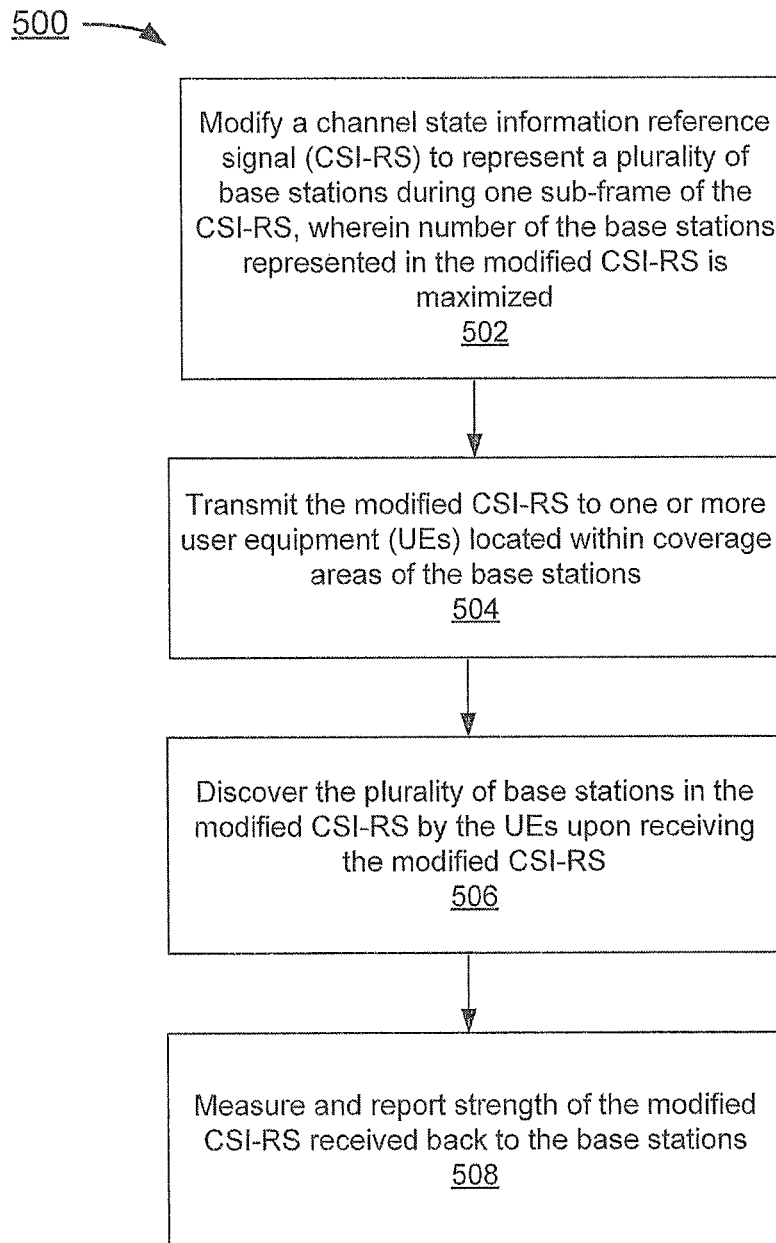 500
Modify a channel state information reference
signal (CSI-RS) to represent a plurality of
base stations during one sub-frame of the
CSI-RS, wherein number of the base stations
represented in the modified CSI-RS is
maximized
502
Transmit the modified CSI-RS to one or more
user equipment (UEs) located within coverage
areas of the base stations
504
Discover the plurality of base stations in the
modified CSI-RS by the UEs upon receiving
the modified CSI-RS
506
Measure and report strength of the modified
CSI-RS received back to the base stations
508